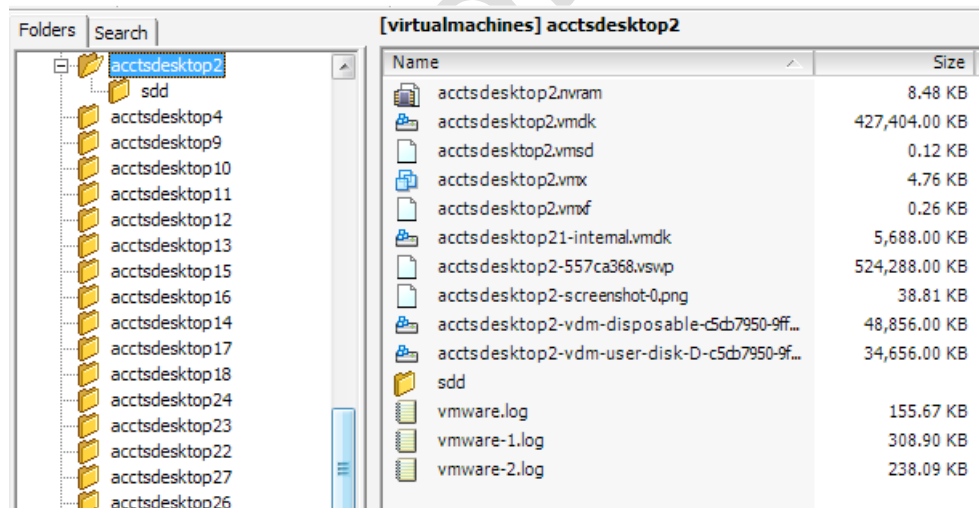 Folders
Search
[virtualmachines] acctsdesktop2
acctsdesktop2
sdd
acctsdesktop4
acctsdesktop9
acctsdesktop10
acctsdesktop11
acctsdesktop12
acctsdesktop13
acctsdesktop15
acctsdesktop16
acctsdesktop14
acctsdesktop17
acctsdesktop18
acctsdesktop24
acctsdesktop23
acctsdesktop22
acctsdesktop27
acctsdesktop26
Name Size
acctsdesktop2.nvram 8.48 KB
acctsdesktop2.vmdk 427,404.00 KB
acctsdesktop2.vmsd 0.12 KB
acctsdesktop2.vmx 4.76 KB
acctsdesktop2.vmxf 0.26 KB
acctsdesktop21-internal.vmdk 5,688.00 KB
acctsdesktop2-557ca368.vswp 524,288.00 KB
acctsdesktop2-screenshot-0.png 38.81 KB
acctsdesktop2-vdm-disposable-c5cb7950-9ff... 48,856.00 KB
acctsdesktop2-vdm-user-disk-D-c5cb7950-9f... 34,656.00 KB
sdd
vmware.log 155.67 KB
vmware-1.log 308.90 KB
vmware-2.log 238.09 KB